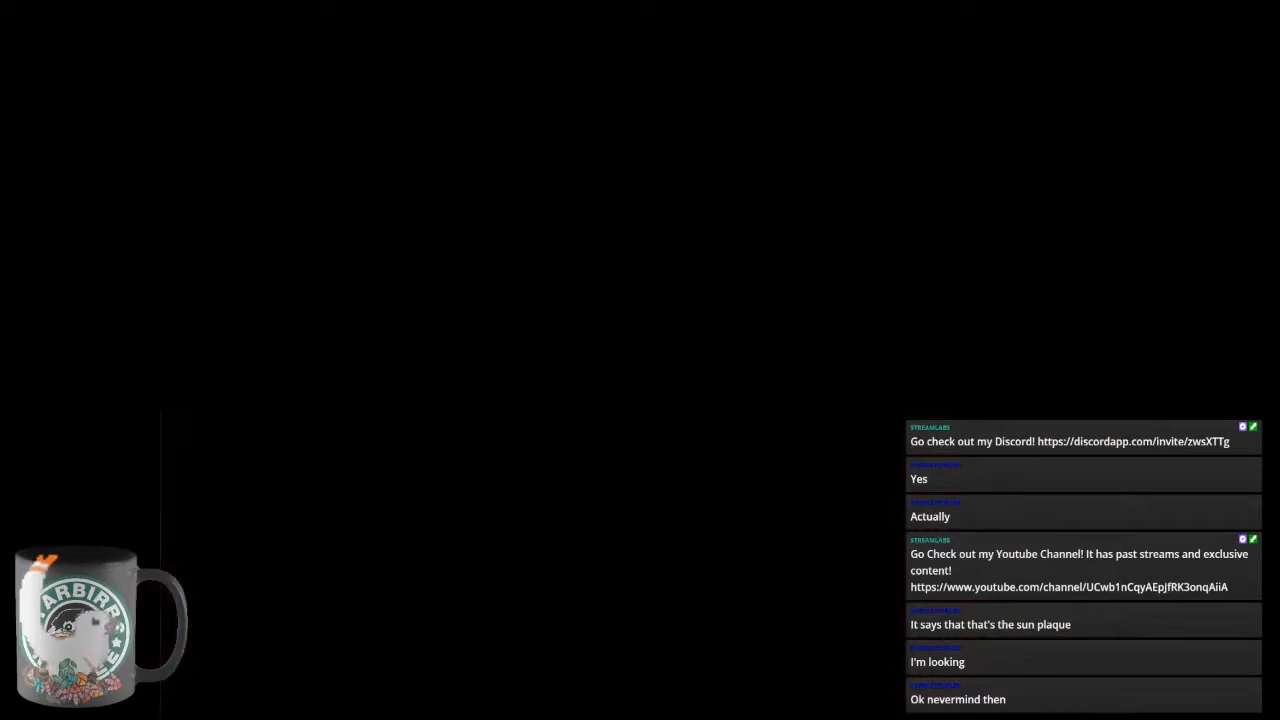 ARBIRR
STREAMLABS
Go check out my Discord! https://discordapp.com/invite/zwsXTTg
Yes
Actually
STREAMLABS
Go Check out my Youtube Channel! It has past streams and exclusive
content!
https://www.youtube.com/channel/UCwb1nCqyAEpJfRK3onqAiiA
It says that that's the sun plaque
I'm looking
Ok nevermind then